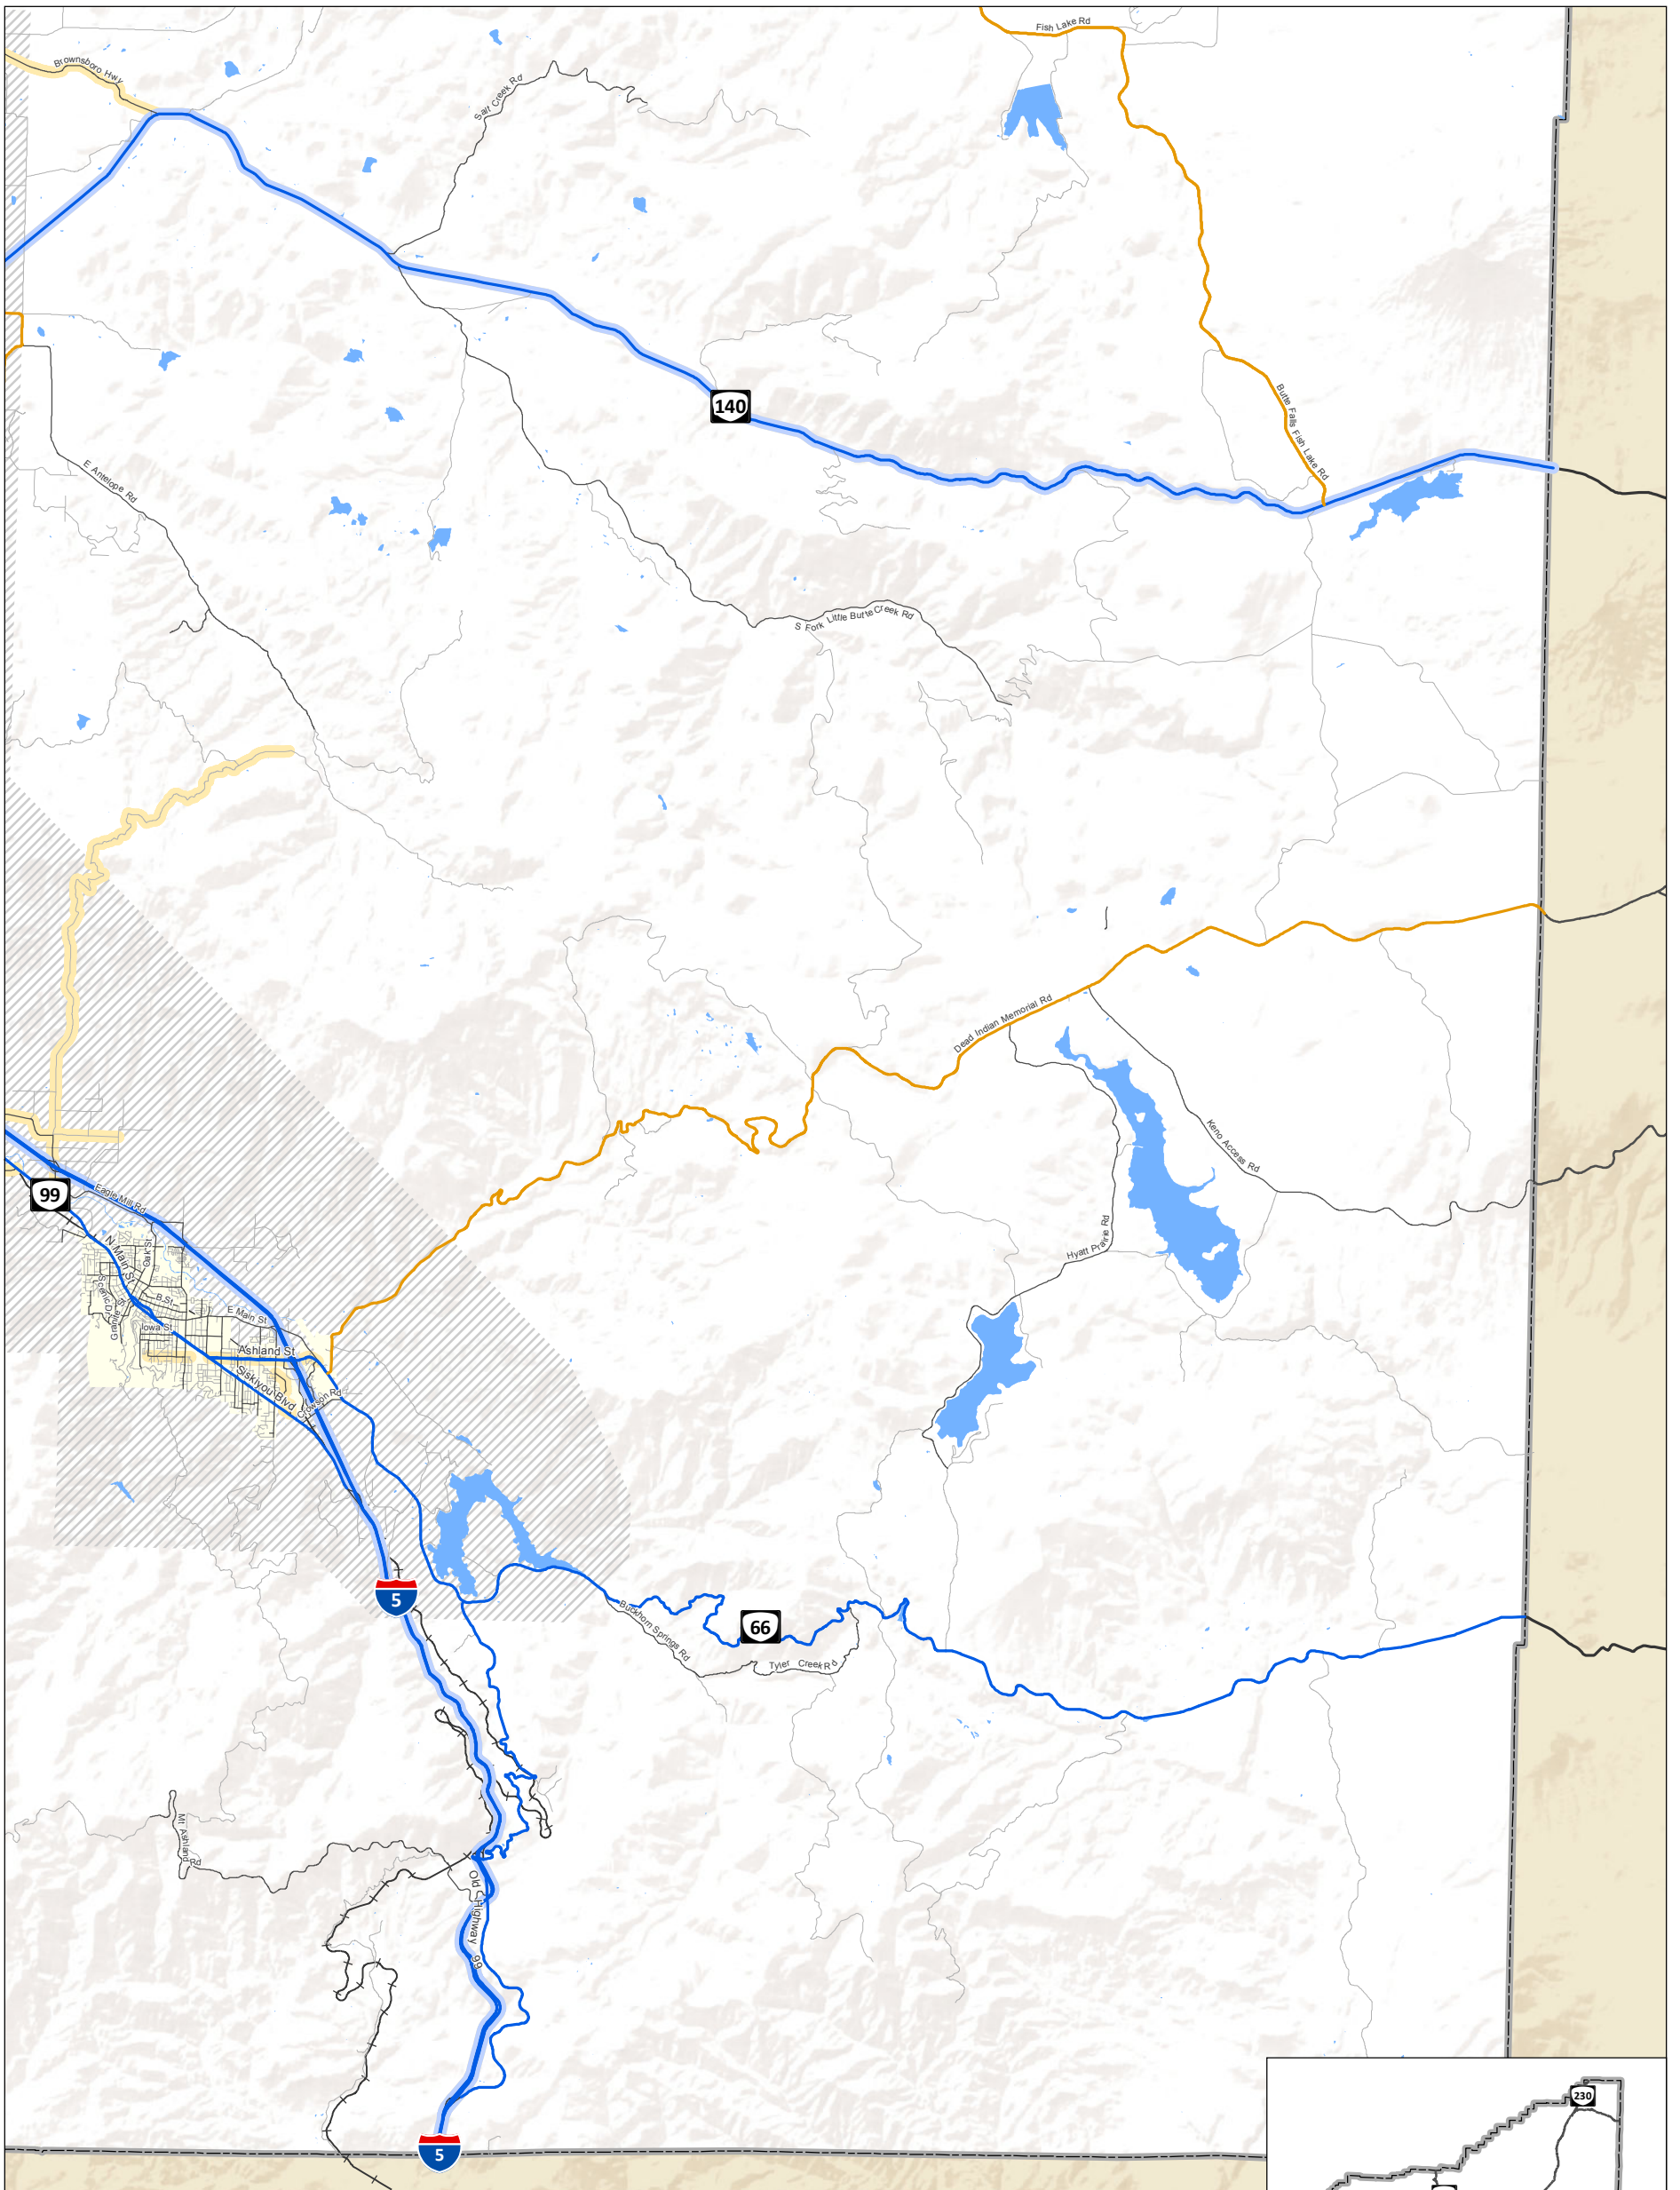 Fish Lake Rd
Brownsboro Hwy
Salt Creek Rd
140
Butte Falls Fish Lake Rd
E Antelope Rd
S Fork Little Butte Creek Rd
Dead Indian Memorial Rd
Keno Access Rd
99
Eagle Mill Rd
Hyatt Prairie Rd
N Main St
Oak St
Scenic Dr
B St
Granite St
E Main St
Iowa St
Ashland St
Siskiyou Blvd
Crowson Rd
5
Buckhorn Springs Rd
66
Tyler Creek Rd
Mt Ashland Rd
Old Highway 99
5
230